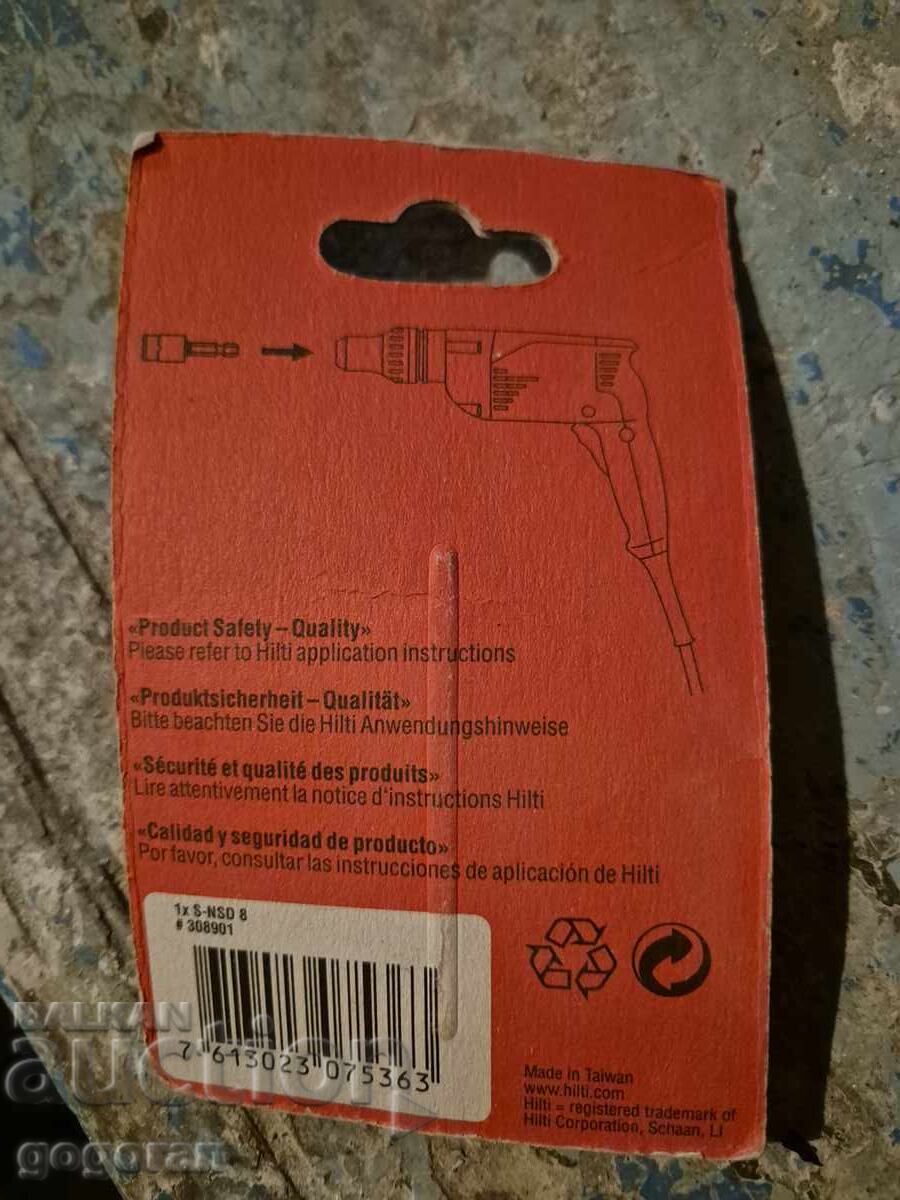 «Product Safety – Quality»
Please refer to Hilti application instructions
«Produktsicherheit – Qualität»
Bitte beachten Sie die Hilti Anwendungshinweise
«Sécurité et qualité des produits»
Lire attentivement la notice d'instructions Hilti
«Calidad y seguridad de producto»
Por favor, consultar las instrucciones de aplicación de Hilti
1x S-NSD 8
# 308901
7 613023 075363
Made in Taiwan
www.hilti.com
Hilti = registered trademark of
Hilti Corporation, Schaan, LI
BALKAN
auction
gogoran